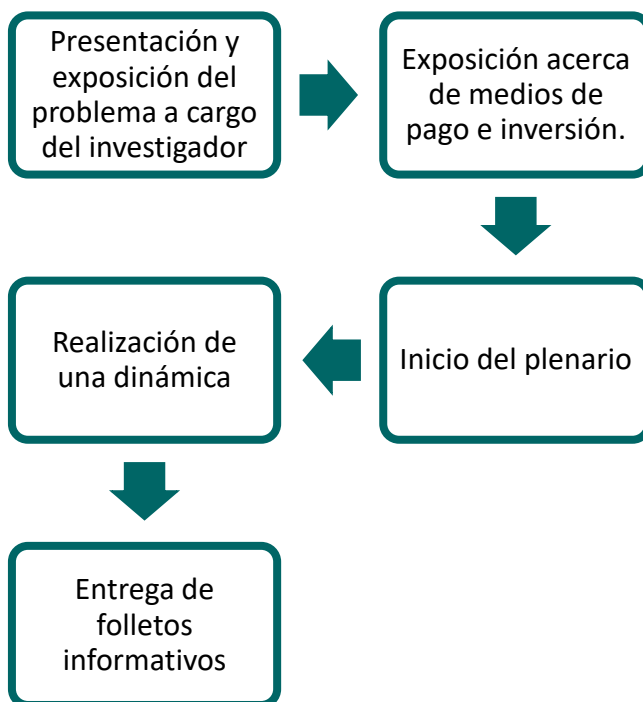 Presentación y
exposición del
problema a cargo
del investigador
Exposición acerca
de medios de
pago e inversión.
Inicio del plenario
Realización de
una dinámica
Entrega de
folletos
informativos